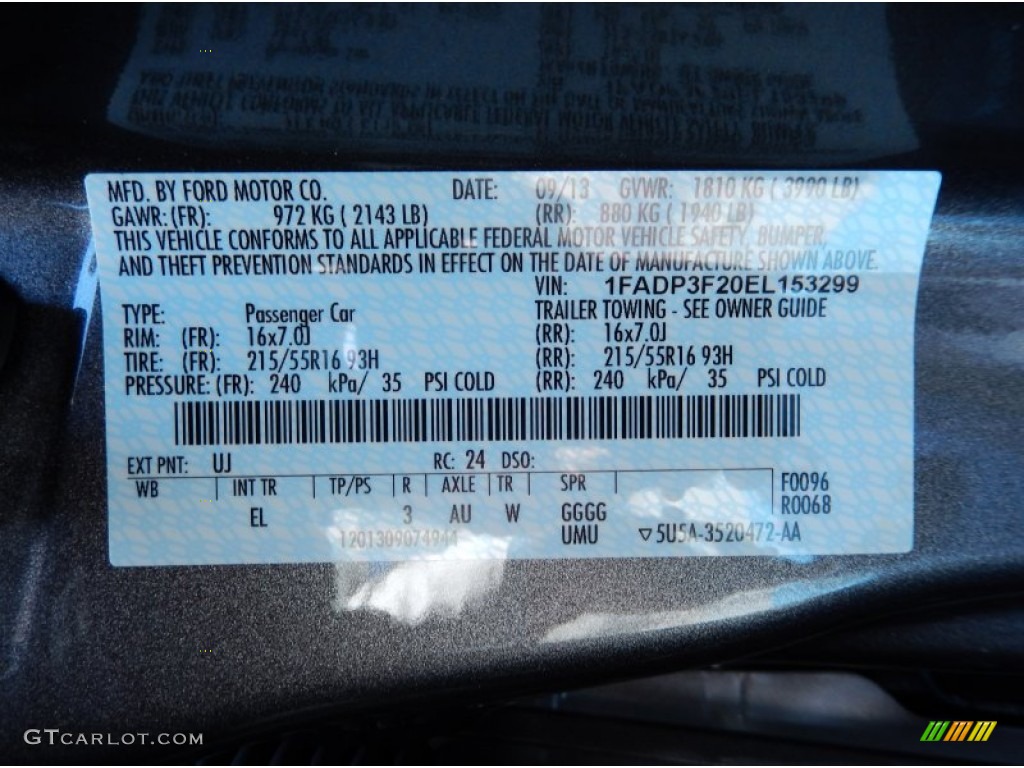 MFD. BY FORD MOTOR CO. DATE: 09/13 GVWR: 1810 KG ( 3990 LB)
GAWR: (FR): 972 KG ( 2143 LB) (RR): 880 KG ( 1940 LB)
THIS VEHICLE CONFORMS TO ALL APPLICABLE FEDERAL MOTOR VEHICLE SAFETY, BUMPER,
AND THEFT PREVENTION STANDARDS IN EFFECT ON THE DATE OF MANUFACTURE SHOWN ABOVE.
VIN: 1FADP3F20EL153299
TYPE: Passenger Car TRAILER TOWING - SEE OWNER GUIDE
RIM: (FR): 16x7.0J (RR): 16x7.0J
TIRE: (FR): 215/55R16 93H (RR): 215/55R16 93H
PRESSURE: (FR): 240 kPa/ 35 PSI COLD (RR): 240 kPa/ 35 PSI COLD
EXT PNT: UJ RC: 24 DSO:
WB INT TR TP/PS R AXLE TR SPR F0096
EL 3 AU W GGGG R0068
1201309074944 UMU ▽5U5A-3520472-AA
GTCARLOT.COM